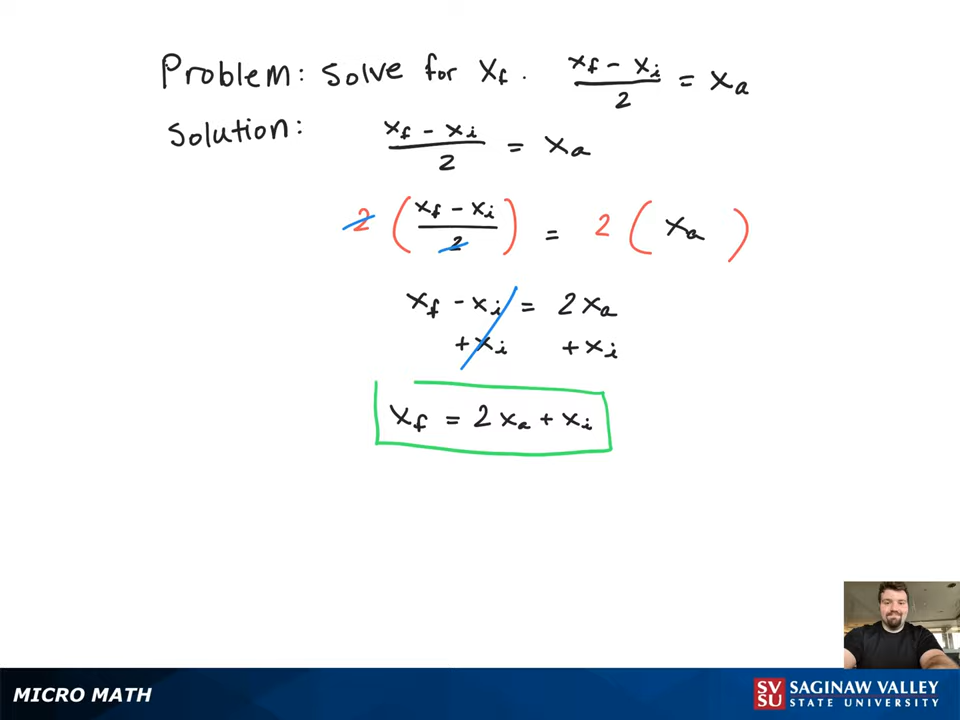 Problem: Solve for x_f. (x_f - x_i)/2 = x_a
Solution: (x_f - x_i)/2 = x_a
2 ((x_f - x_i)/2) = 2 (x_a)
x_f - x_i = 2x_a
+x_i +x_i
x_f = 2x_a + x_i
MICRO MATH
SV SU SAGINAW VALLEY
STATE UNIVERSITY